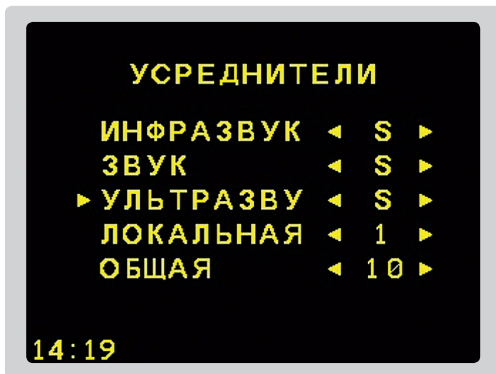 УСРЕДНИТЕЛИ
ИНФРАЗВУК ◄ S ►
ЗВУК ◄ S ►
►УЛЬТРАЗВУ ◄ S ►
ЛОКАЛЬНАЯ ◄ 1 ►
ОБЩАЯ ◄ 10 ►
14:19